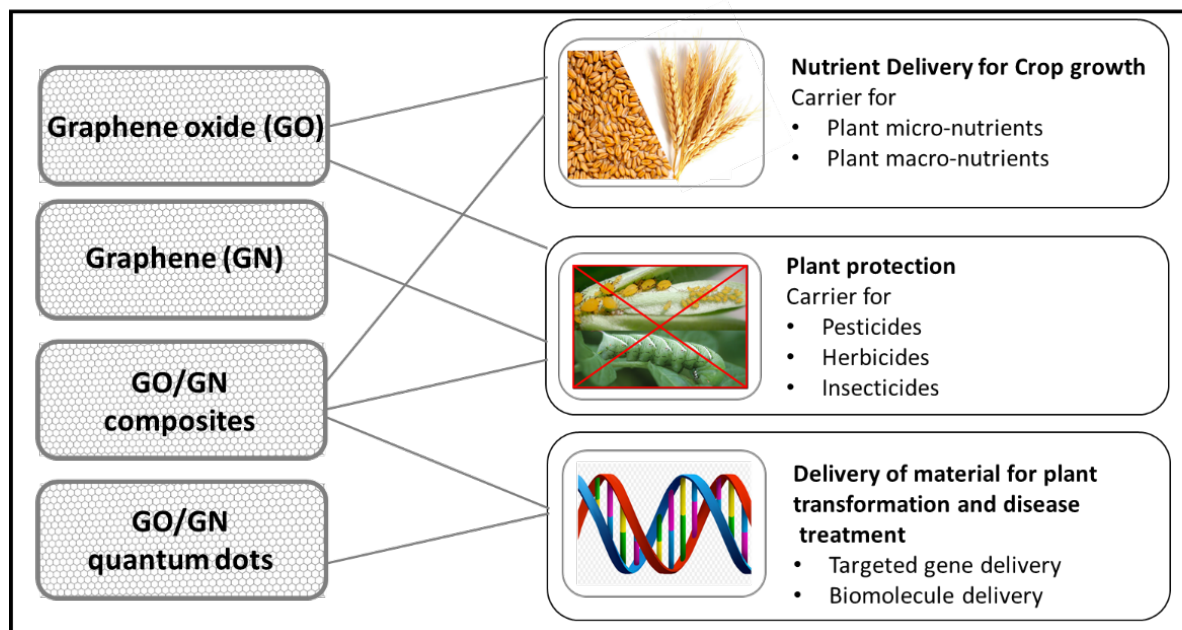 Graphene oxide (GO)
Graphene (GN)
GO/GN
composites
GO/GN
quantum dots
Nutrient Delivery for Crop growth
Carrier for
• Plant micro-nutrients
• Plant macro-nutrients
Plant protection
Carrier for
• Pesticides
• Herbicides
• Insecticides
Delivery of material for plant
transformation and disease
treatment
• Targeted gene delivery
• Biomolecule delivery